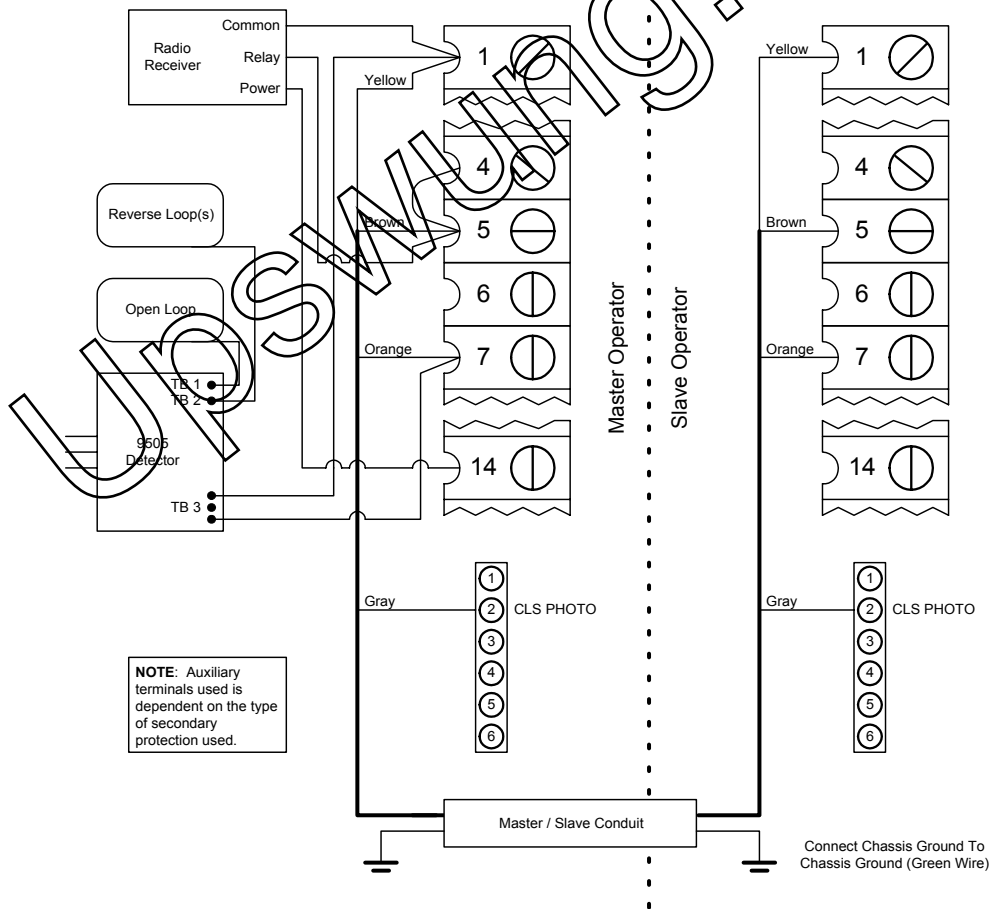 Radio
Receiver
Common
Relay
Power
Yellow
1
4
Brown
5
6
Orange
7
14
Reverse Loop(s)
Open Loop
TB 1
TB 2
9505
Detector
TB 3
Gray
1
2 CLS PHOTO
3
4
5
6
NOTE: Auxiliary
terminals used is
dependent on the type
of secondary
protection used.
Master Operator
Slave Operator
Yellow
1
4
Brown
5
6
Orange
7
14
Gray
1
2 CLS PHOTO
3
4
5
6
Master / Slave Conduit
Connect Chassis Ground To
Chassis Ground (Green Wire)
Upswung.